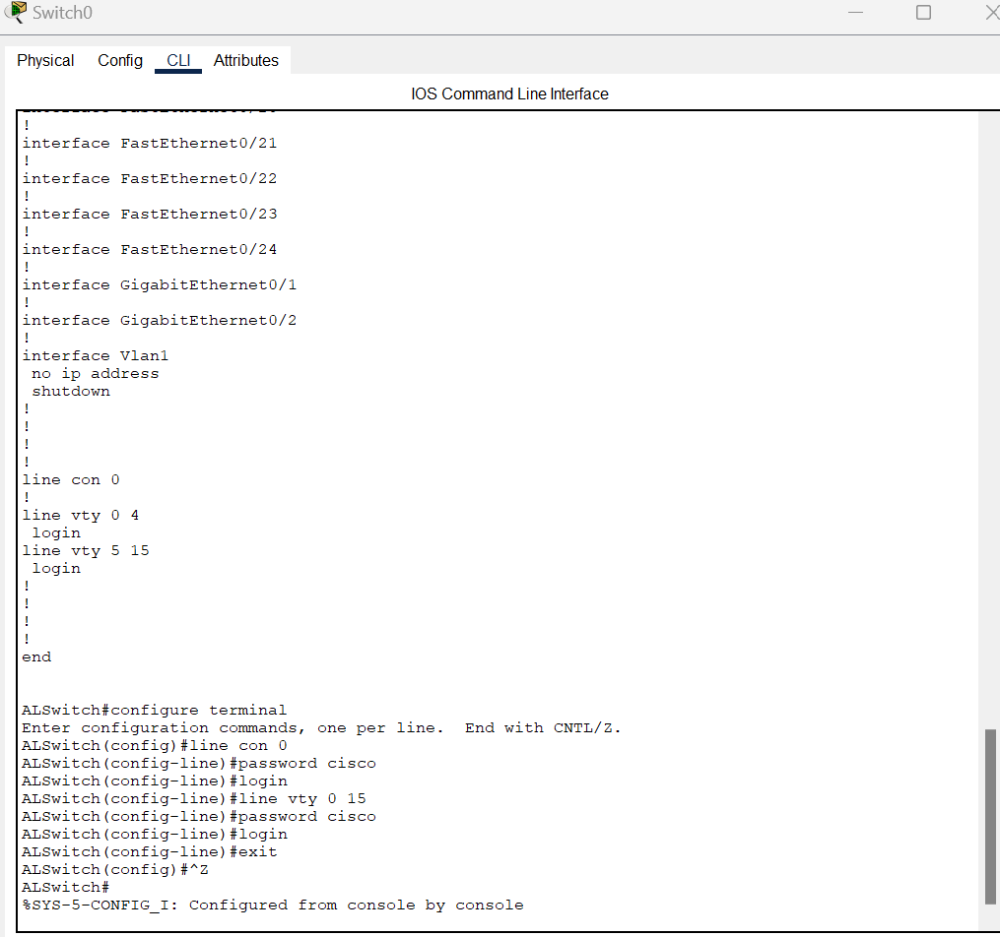 Switch0
Physical Config CLI Attributes
IOS Command Line Interface
!
interface FastEthernet0/21
!
interface FastEthernet0/22
!
interface FastEthernet0/23
!
interface FastEthernet0/24
!
interface GigabitEthernet0/1
!
interface GigabitEthernet0/2
!
interface Vlan1
 no ip address
 shutdown
!
!
!
!
line con 0
!
line vty 0 4
 login
line vty 5 15
 login
!
!
!
!
end
ALSwitch#configure terminal
Enter configuration commands, one per line.  End with CNTL/Z.
ALSwitch(config)#line con 0
ALSwitch(config-line)#password cisco
ALSwitch(config-line)#login
ALSwitch(config-line)#line vty 0 15
ALSwitch(config-line)#password cisco
ALSwitch(config-line)#login
ALSwitch(config-line)#exit
ALSwitch(config)#^Z
ALSwitch#
%SYS-5-CONFIG_I: Configured from console by console